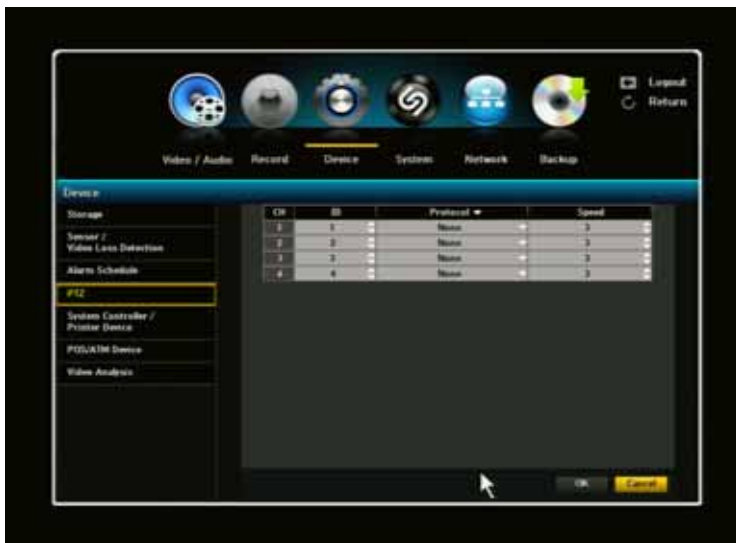 Logout
Return
Video / Audio Record Device System Network Backup
Device
Storage
Sensor /
Video Loss Detection
Alarm Schedule
PTZ
System Controller /
Printer Device
POS/ATM Device
Video Analysis
CH ID Protocol Speed
1 1 None 3
2 2 None 3
3 3 None 3
4 4 None 3
OK Cancel